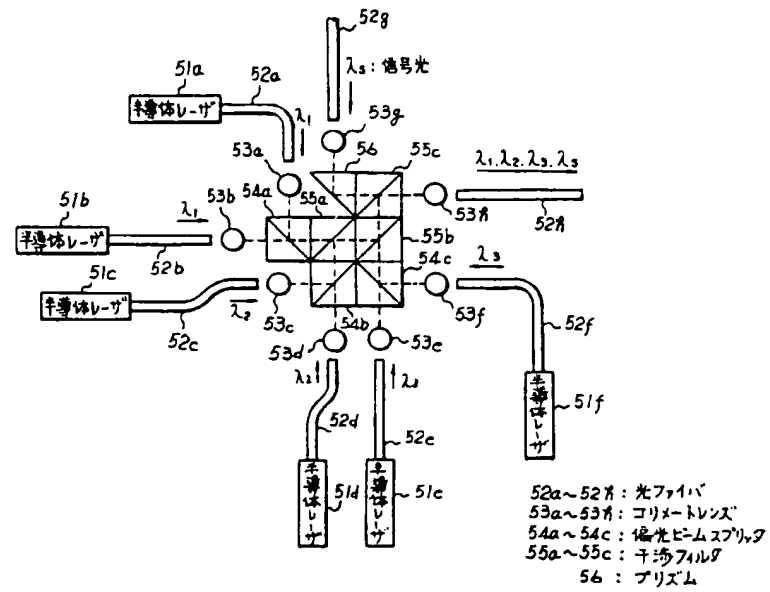 52g
λs:信号光
51a
52a
半導体レーザ
λ1
53g
56
55c
λ1,λ2,λ3,λs
53a
54a
55a
53h
52h
51b
λ1
53b
半導体レーザ
52b
55b
54c
51c
λ3
半導体レーザ
λ2
52c
53c
53f
52f
54b
53d
53e
λ2
λ3
52d
52e
半導体レーザ
51f
半導体レーザ
51d
半導体レーザ
51e
52a~52h:光ファイバ
53a~53h:コリメートレンズ
54a~54c:偏光ビームスプリッタ
55a~55c:干渉フィルタ
56:プリズム